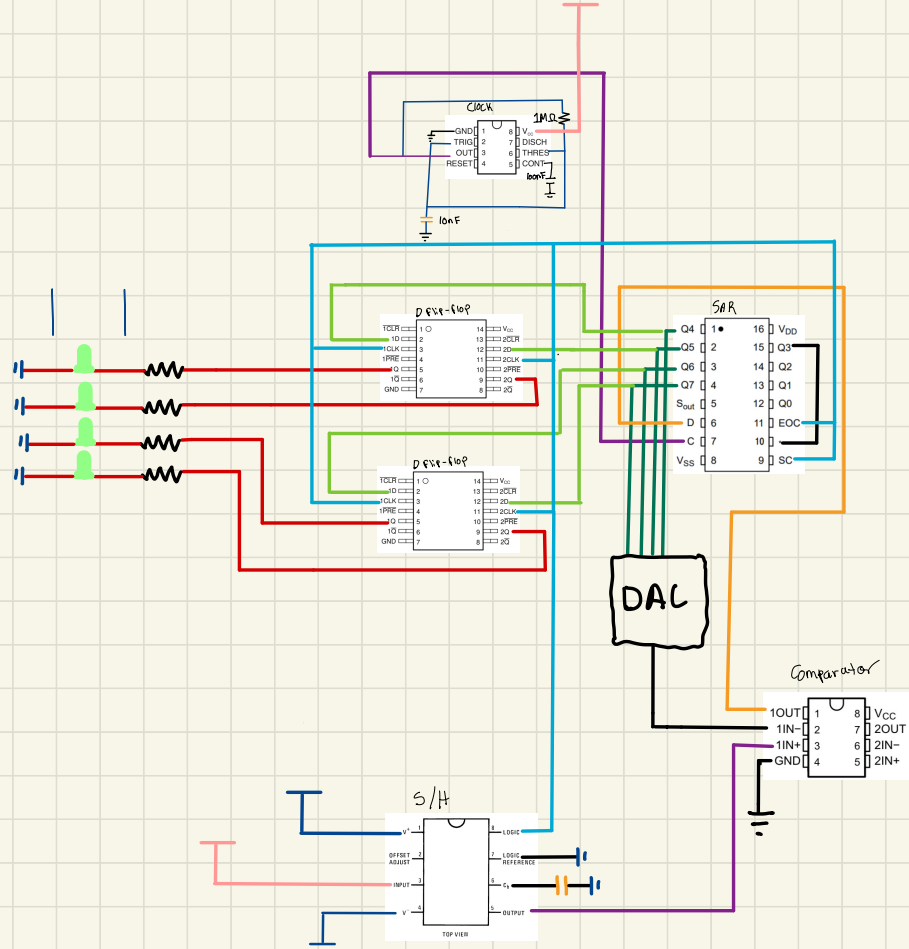 Clock
1MΩ
GND 1 8 Vcc
TRIG 2 7 DISCH
OUT 3 6 THRES
RESET 4 5 CONT
100nF
10nF
D flip-flop
1CLR 1 14 Vcc
1D 2 13 2CLR
1CLK 3 12 2D
1PRE 4 11 2CLK
1Q 5 10 2PRE
1Q 6 9 2Q
GND 7 8 2Q
SAR
Q4 1 16 VDD
Q5 2 15 Q3
Q6 3 14 Q2
Q7 4 13 Q1
Sout 5 12 Q0
D 6 11 EOC
C 7 10
VSS 8 9 SC
D flip-flop
1CLR 1 14 Vcc
1D 2 13 2CLR
1CLK 3 12 2D
1PRE 4 11 2CLK
1Q 5 10 2PRE
1Q 6 9 2Q
GND 7 8 2Q
DAC
Comparator
1OUT 1 8 VCC
1IN− 2 7 2OUT
1IN+ 3 6 2IN−
GND 4 5 2IN+
S/H
V+ 1 8 LOGIC
OFFSET ADJUST 2 7 LOGIC REFERENCE
INPUT 3 6 Ch
V- 4 5 OUTPUT
TOP VIEW